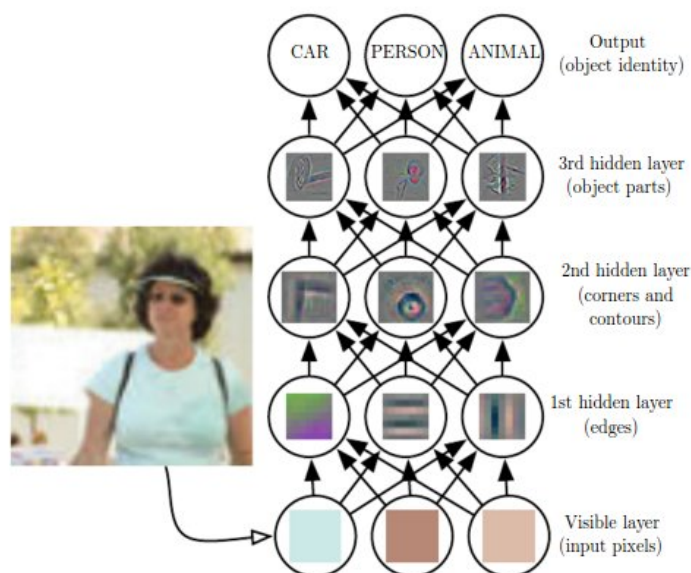 CAR PERSON ANIMAL
Output
(object identity)
3rd hidden layer
(object parts)
2nd hidden layer
(corners and
contours)
1st hidden layer
(edges)
Visible layer
(input pixels)